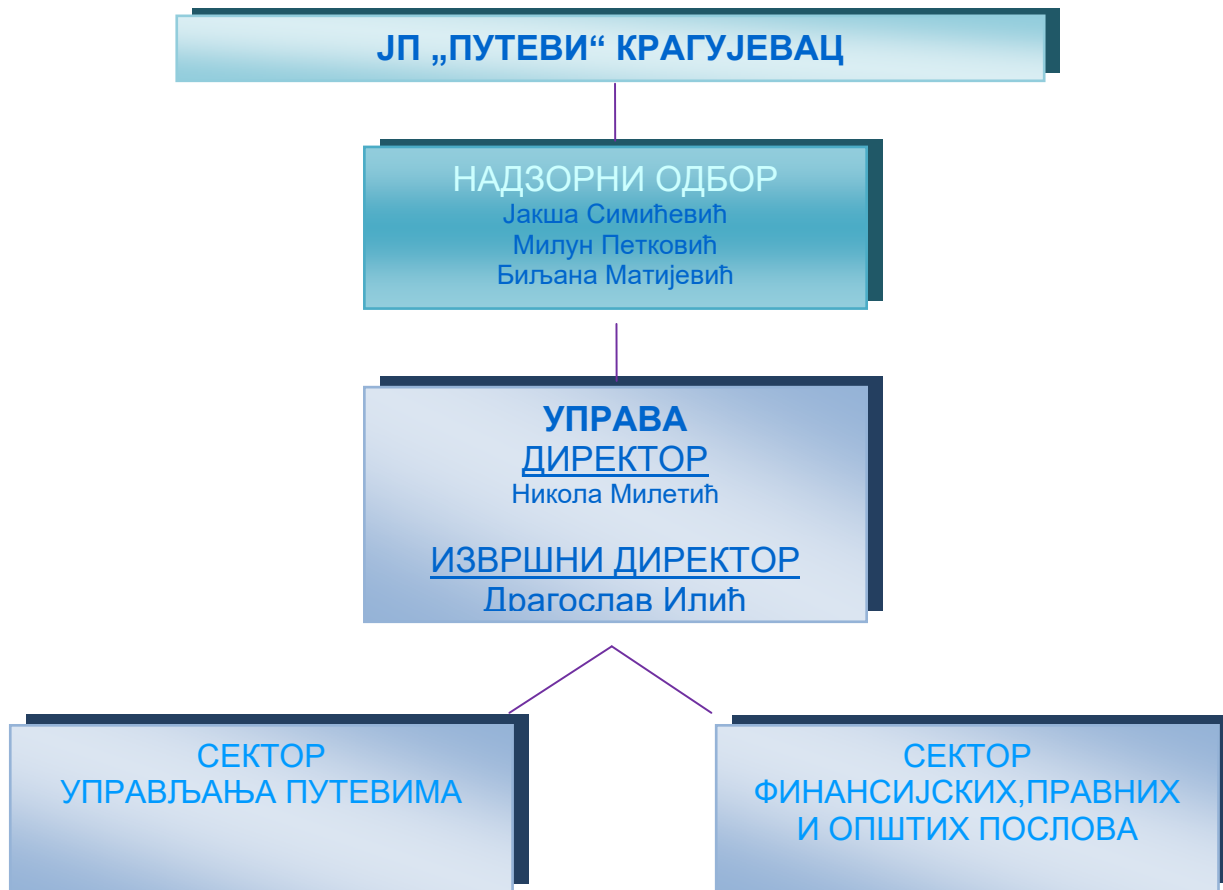 ЈП „ПУТЕВИ“ КРАГУЈЕВАЦ
НАДЗОРНИ ОДБОР
Јакша Симићевић
Милун Петковић
Биљана Матијевић
УПРАВА
ДИРЕКТОР
Никола Милетић
ИЗВРШНИ ДИРЕКТОР
Драгослав Илић
СЕКТОР
УПРАВЉАЊА ПУТЕВИМА
СЕКТОР
ФИНАНСИЈСКИХ,ПРАВНИХ
И ОПШТИХ ПОСЛОВА